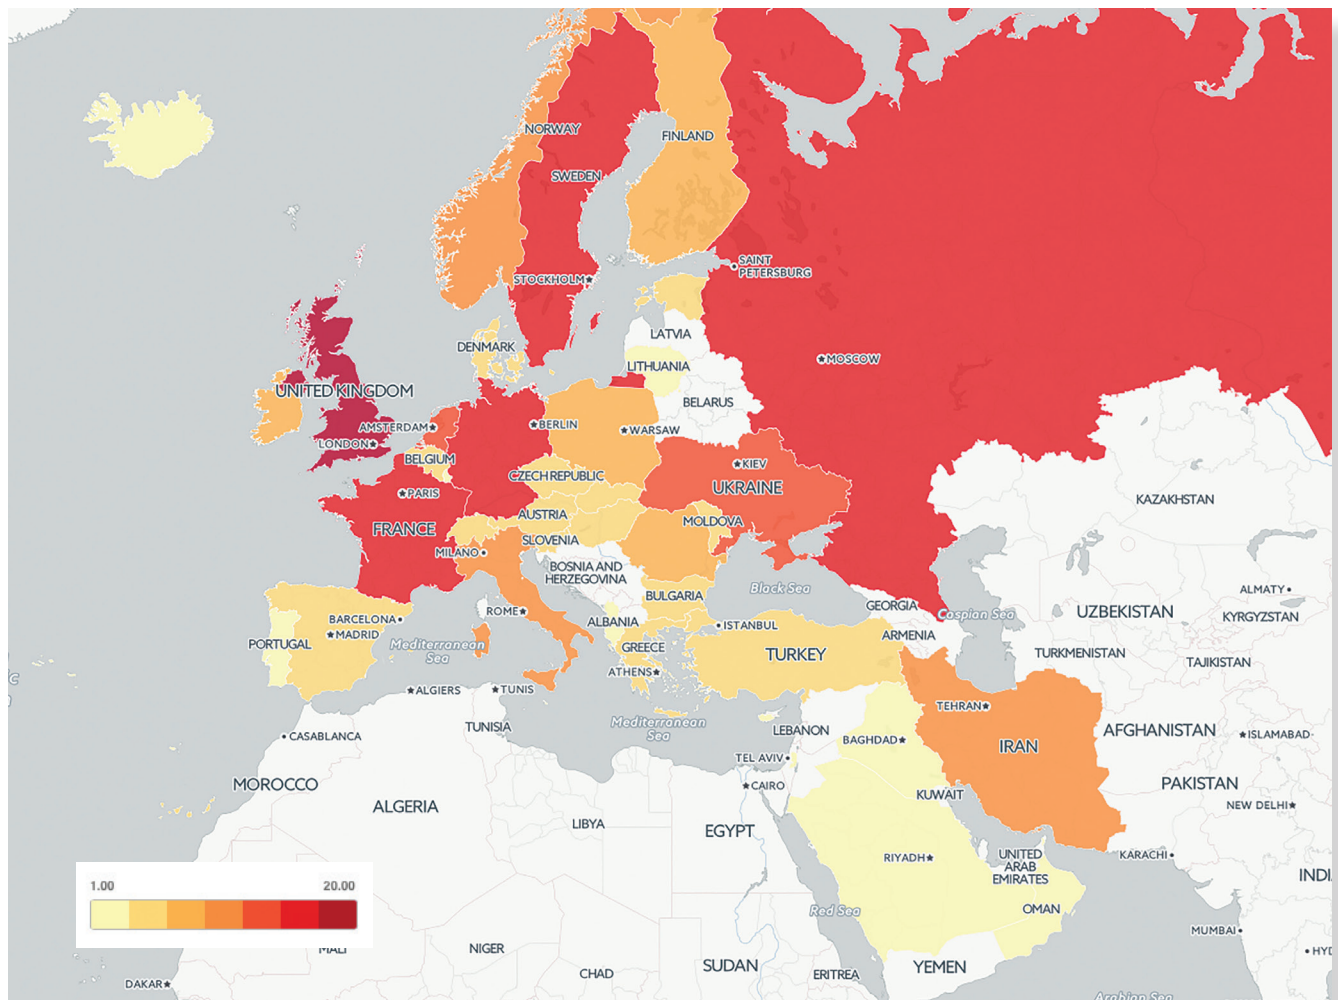 NORWAY
FINLAND
SWEDEN
SAINT
PETERSBURG
STOCKHOLM
LATVIA
DENMARK
MOSCOW
LITHUANIA
UNITED KINGDOM
BELARUS
AMSTERDAM
BERLIN
WARSAW
LONDON
BELGIUM
KIEV
CZECH REPUBLIC
UKRAINE
PARIS
KAZAKHSTAN
AUSTRIA
MOLDOVA
FRANCE
SLOVENIA
MILANO
BOSNIA AND
HERZEGOVINA
Black Sea
ALMATY
BULGARIA
GEORGIA
Caspian Sea
UZBEKISTAN
KYRGYZSTAN
ROME
BARCELONA
ALBANIA
ISTANBUL
MADRID
ARMENIA
PORTUGAL
Mediterranean
Sea
GREECE
TURKEY
TURKMENISTAN
TAJIKISTAN
ATHENS
C
ALGIERS
TUNIS
TEHRAN
Mediterranean
Sea
TUNISIA
LEBANON
AFGHANISTAN
ISLAMABAD
CASABLANCA
BAGHDAD
IRAN
TEL AVIV
MOROCCO
CAIRO
PAKISTAN
KUWAIT
ALGERIA
NEW DELHI
LIBYA
EGYPT
RIYADH
UNITED
ARAB
EMIRATES
KARACHI
INDI
1.00 20.00
Red Sea
OMAN
MUMBAI
MALI
NIGER
HYD
CHAD
SUDAN
ERITREA
YEMEN
DAKAR
Arabian Sea